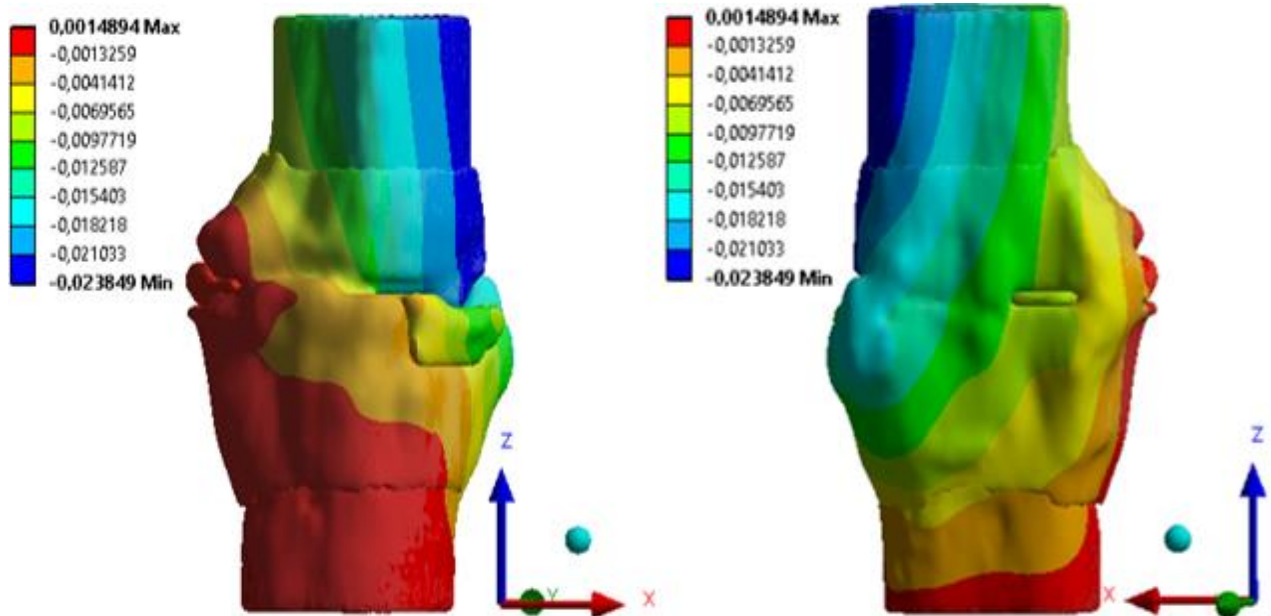 0.0014894 Max
-0,0013259
-0,0041412
-0,0069565
-0,0097719
-0,012587
-0,015403
-0,018218
-0,021033
-0.023849 Min
Z
Y
X
0.0014894 Max
-0,0013259
-0,0041412
-0,0069565
-0,0097719
-0,012587
-0,015403
-0,018218
-0,021033
-0.023849 Min
Z
X